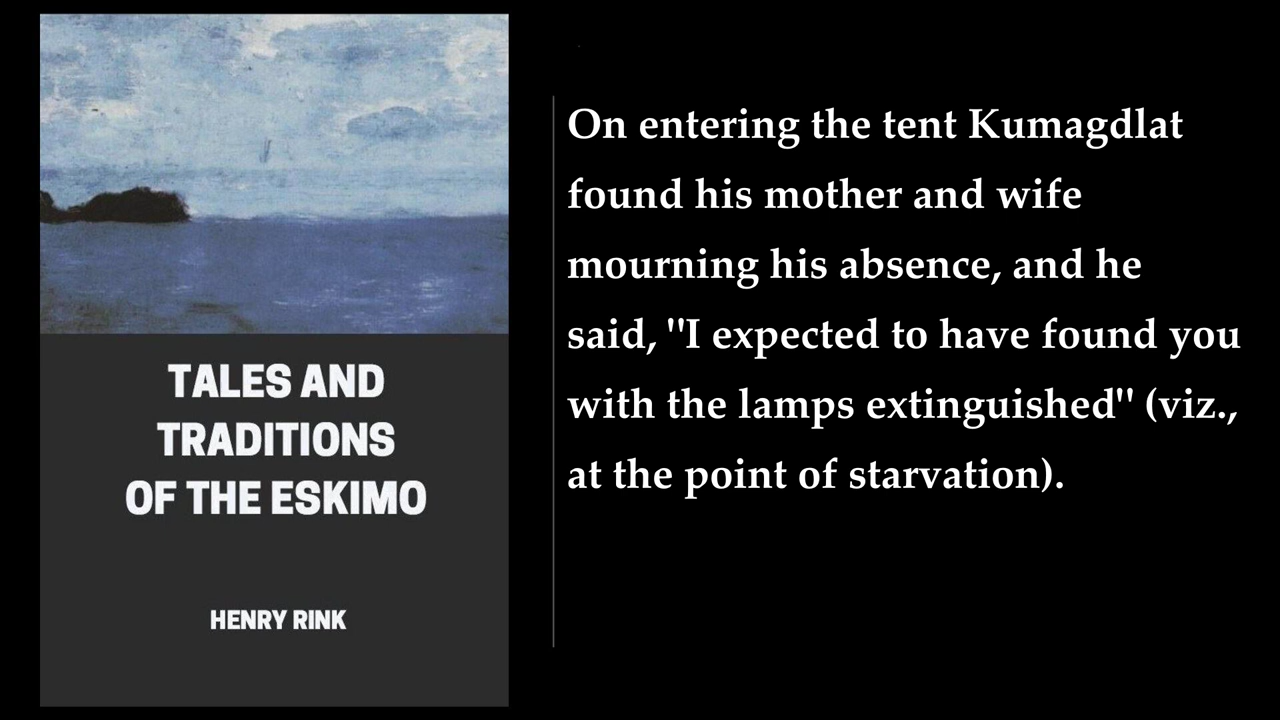 TALES AND
TRADITIONS
OF THE ESKIMO
HENRY RINK
On entering the tent Kumagdlat
found his mother and wife
mourning his absence, and he
said, "I expected to have found you
with the lamps extinguished" (viz.,
at the point of starvation).